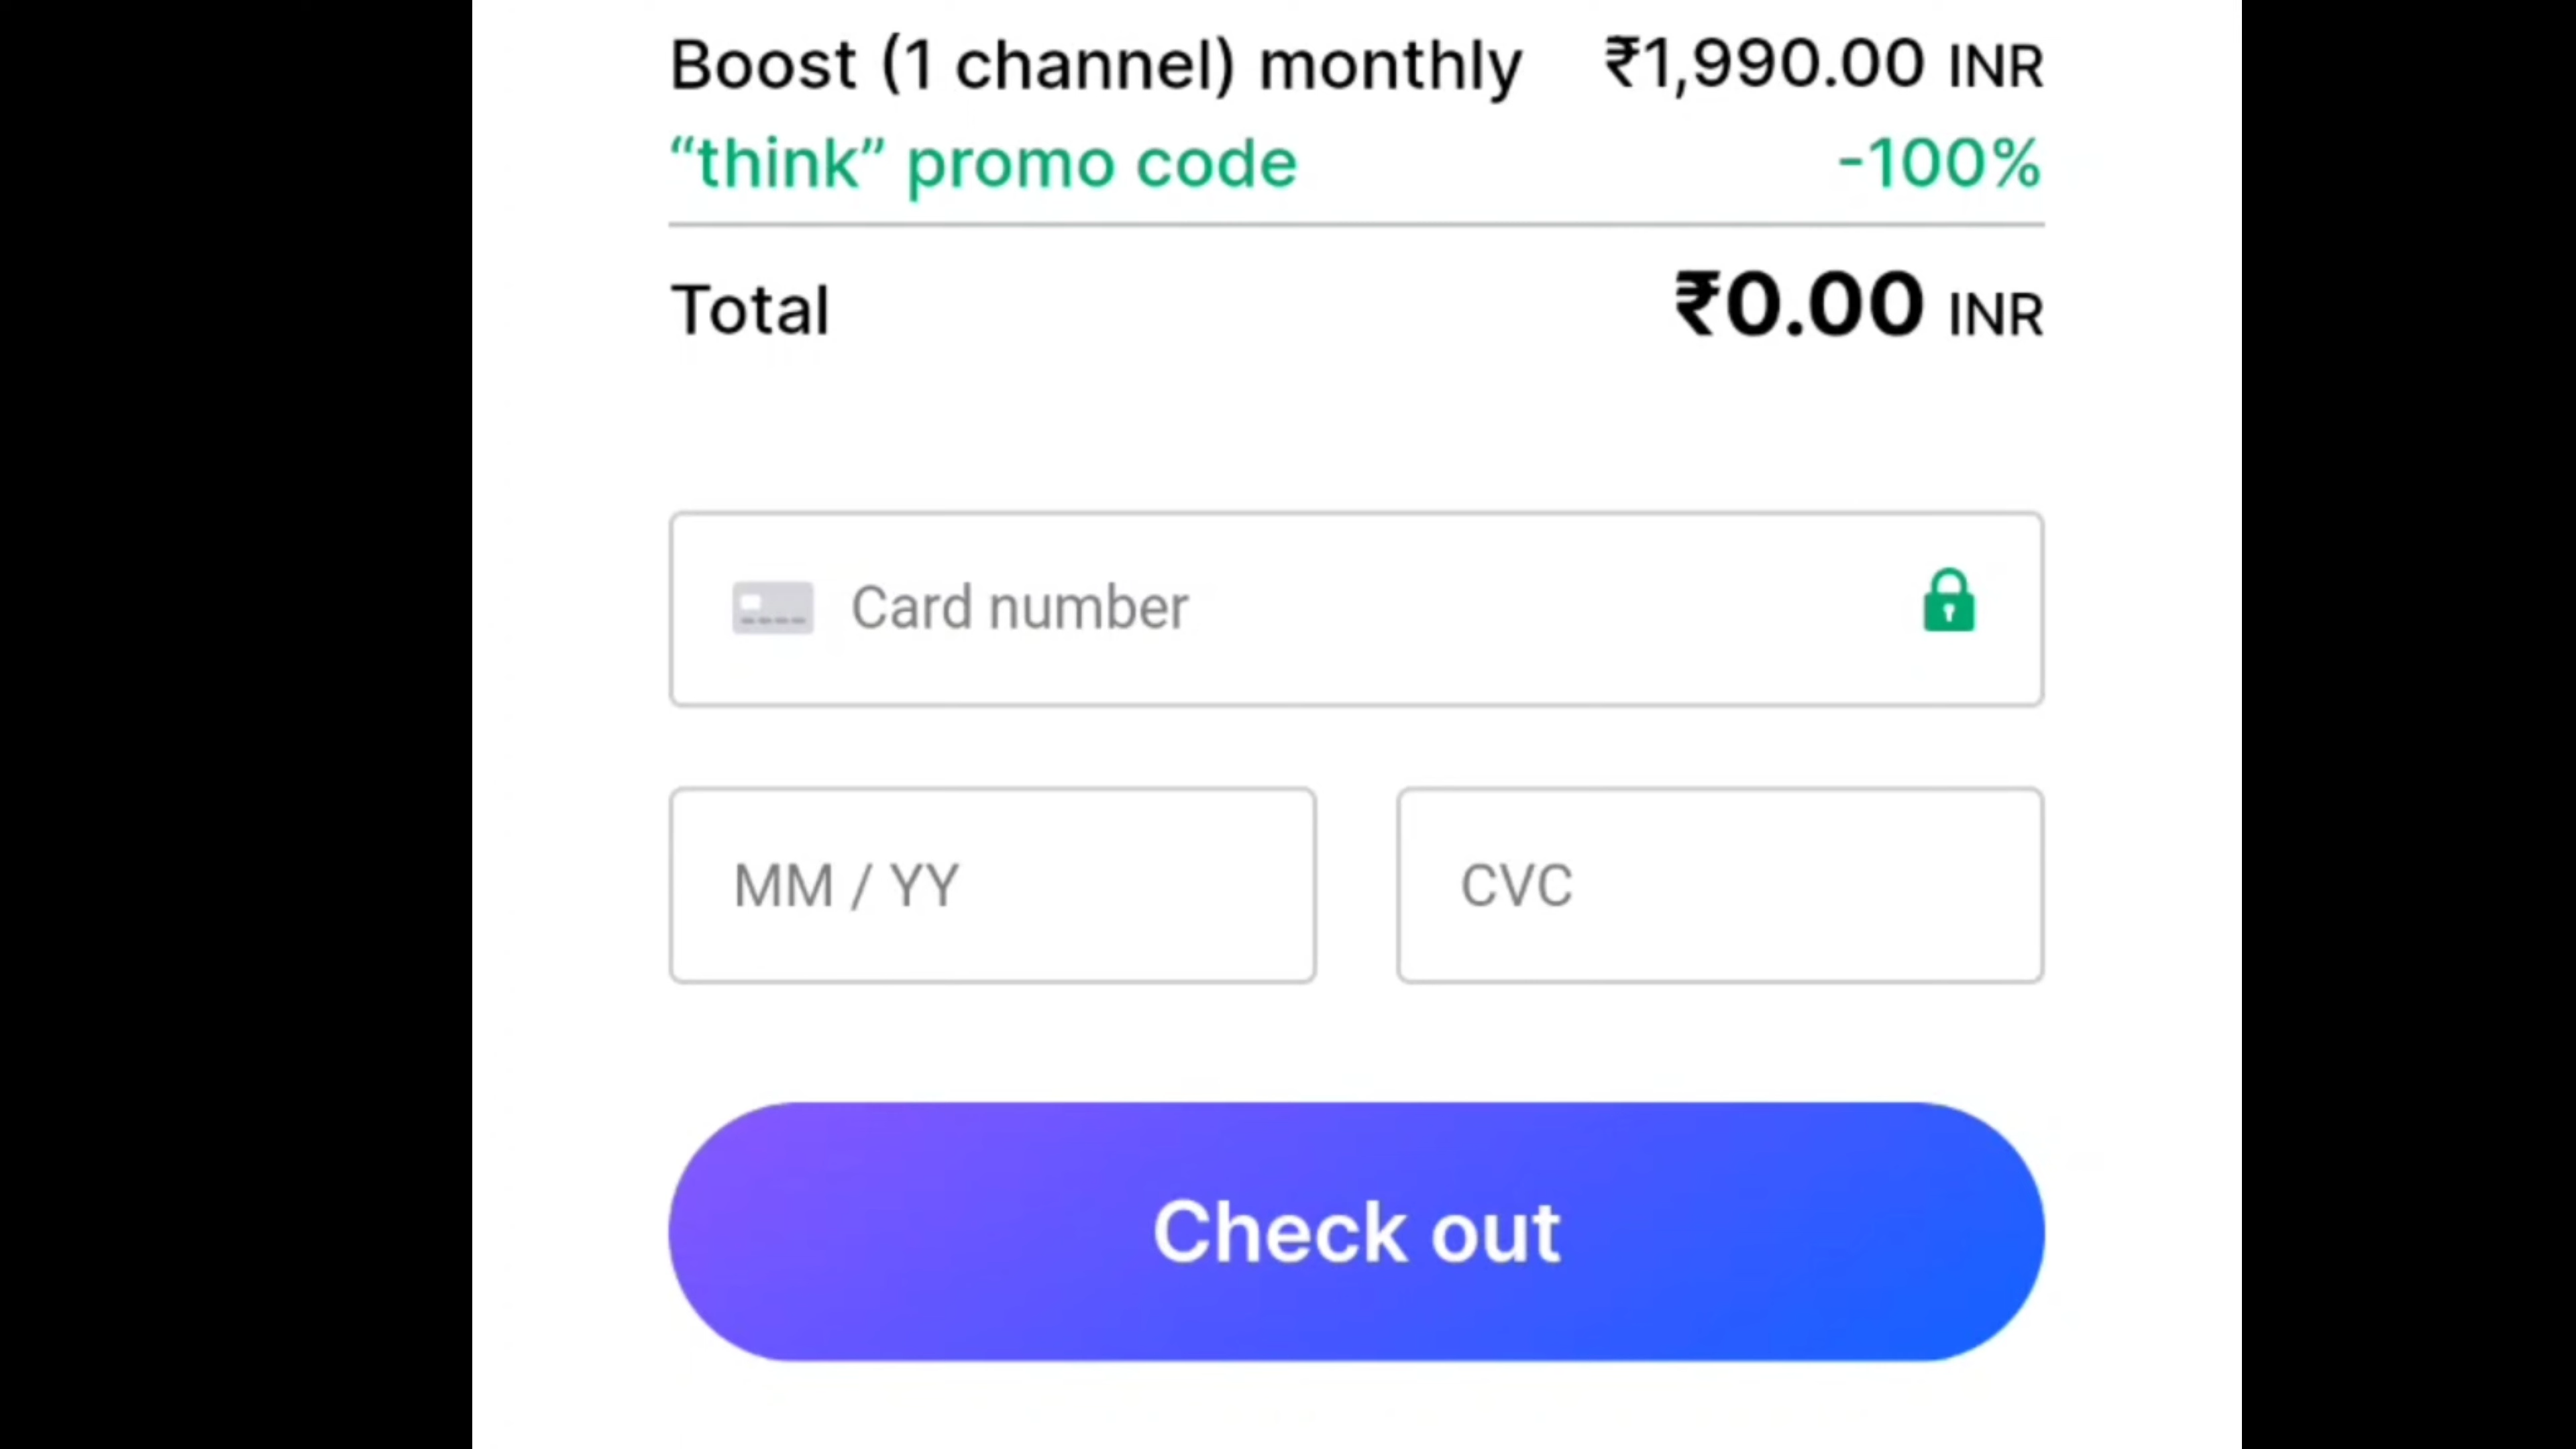 Boost (1 channel) monthly ₹1,990.00 INR
“think” promo code -100%
Total ₹0.00 INR
Card number
MM / YY CVC
Check out